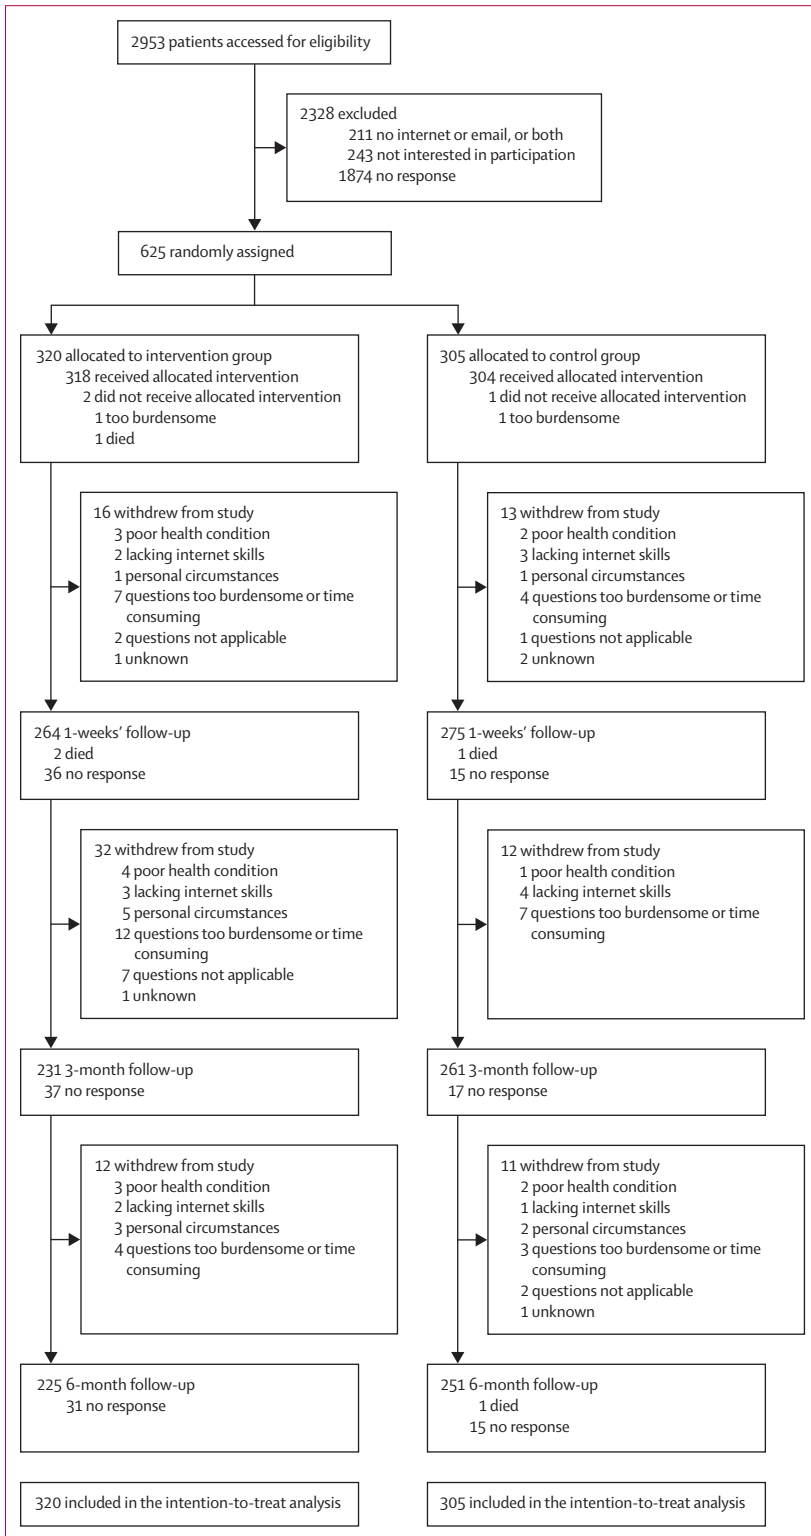 2953 patients accessed for eligibility
2328 excluded
211 no internet or email, or both
243 not interested in participation
1874 no response
625 randomly assigned
320 allocated to intervention group
318 received allocated intervention
2 did not receive allocated intervention
1 too burdensome
1 died
305 allocated to control group
304 received allocated intervention
1 did not receive allocated intervention
1 too burdensome
16 withdrew from study
3 poor health condition
2 lacking internet skills
1 personal circumstances
7 questions too burdensome or time
consuming
2 questions not applicable
1 unknown
13 withdrew from study
2 poor health condition
3 lacking internet skills
1 personal circumstances
4 questions too burdensome or time
consuming
1 questions not applicable
2 unknown
264 1-weeks’ follow-up
2 died
36 no response
275 1-weeks’ follow-up
1 died
15 no response
32 withdrew from study
4 poor health condition
3 lacking internet skills
5 personal circumstances
12 questions too burdensome or time
consuming
7 questions not applicable
1 unknown
12 withdrew from study
1 poor health condition
4 lacking internet skills
7 questions too burdensome or time
consuming
231 3-month follow-up
37 no response
261 3-month follow-up
17 no response
12 withdrew from study
3 poor health condition
2 lacking internet skills
3 personal circumstances
4 questions too burdensome or time
consuming
11 withdrew from study
2 poor health condition
1 lacking internet skills
2 personal circumstances
3 questions too burdensome or time
consuming
2 questions not applicable
1 unknown
225 6-month follow-up
31 no response
251 6-month follow-up
1 died
15 no response
320 included in the intention-to-treat analysis
305 included in the intention-to-treat analysis